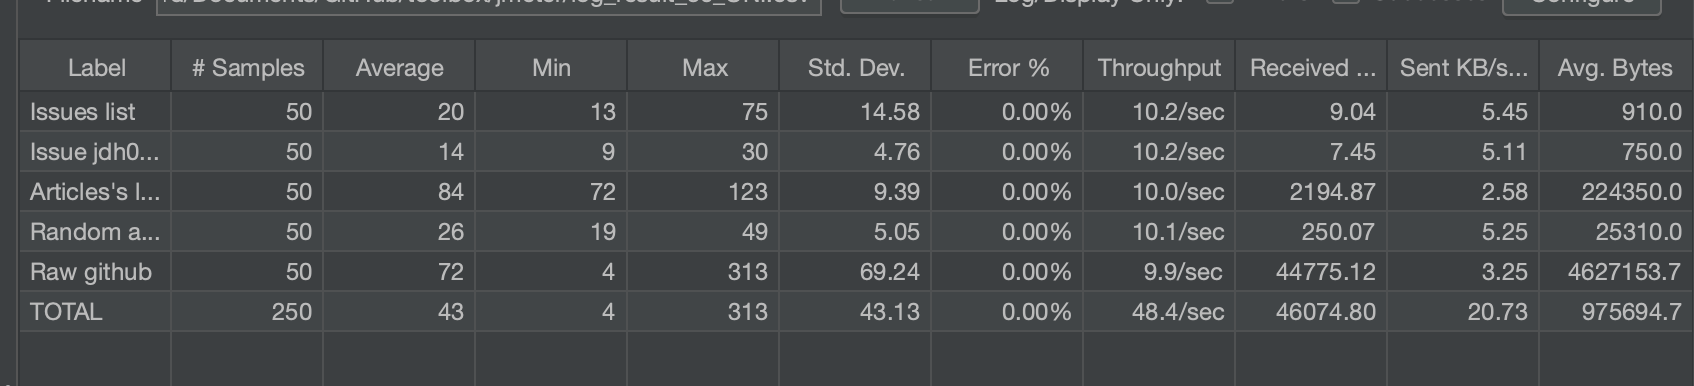 Label # Samples Average Min Max Std. Dev. Error % Throughput Received ... Sent KB/s... Avg. Bytes
Issues list 50 20 13 75 14.58 0.00% 10.2/sec 9.04 5.45 910.0
Issue jdh0... 50 14 9 30 4.76 0.00% 10.2/sec 7.45 5.11 750.0
Articles's l... 50 84 72 123 9.39 0.00% 10.0/sec 2194.87 2.58 224350.0
Random a... 50 26 19 49 5.05 0.00% 10.1/sec 250.07 5.25 25310.0
Raw github 50 72 4 313 69.24 0.00% 9.9/sec 44775.12 3.25 4627153.7
TOTAL 250 43 4 313 43.13 0.00% 48.4/sec 46074.80 20.73 975694.7